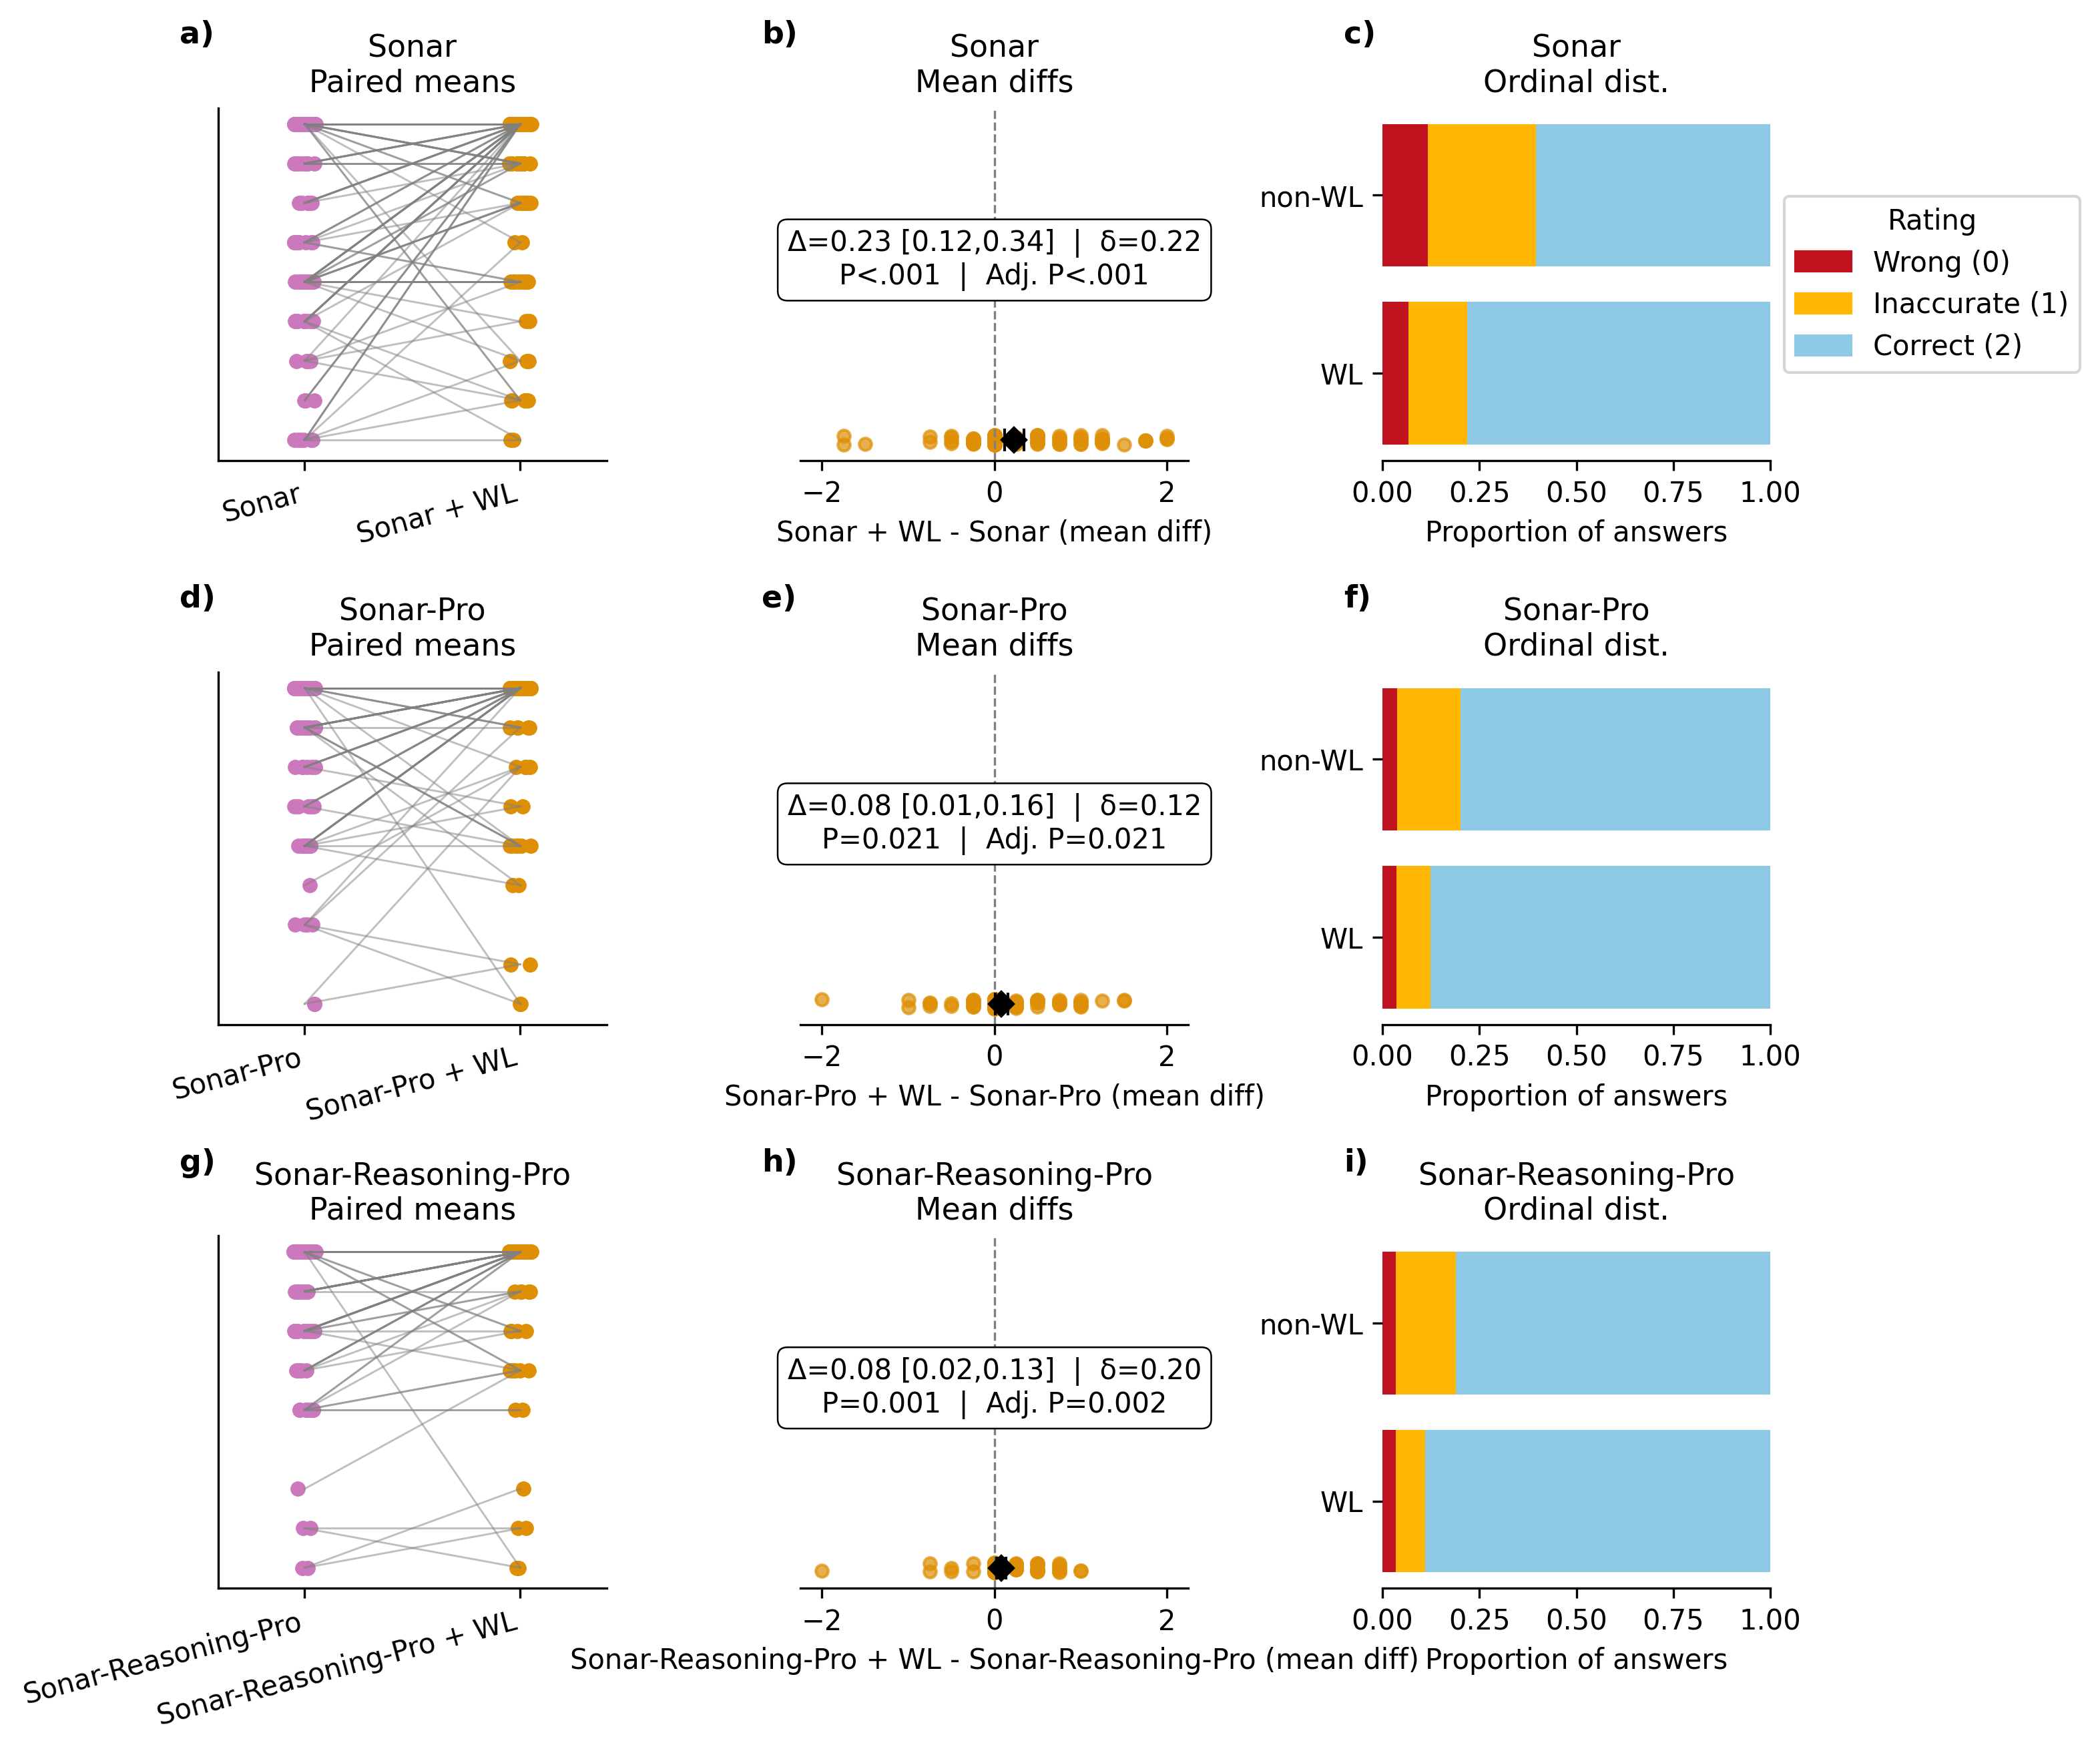 a)
Sonar
Paired means
Sonar
Sonar + WL
b)
Sonar
Mean diffs
Δ=0.23 [0.12,0.34] | δ=0.22
P<.001 | Adj. P<.001
−2 0 2
Sonar + WL - Sonar (mean diff)
c)
Sonar
Ordinal dist.
non-WL
WL
0.00 0.25 0.50 0.75 1.00
Proportion of answers
Rating
Wrong (0)
Inaccurate (1)
Correct (2)
d)
Sonar-Pro
Paired means
Sonar-Pro
Sonar-Pro + WL
e)
Sonar-Pro
Mean diffs
Δ=0.08 [0.01,0.16] | δ=0.12
P=0.021 | Adj. P=0.021
−2 0 2
Sonar-Pro + WL - Sonar-Pro (mean diff)
f)
Sonar-Pro
Ordinal dist.
non-WL
WL
0.00 0.25 0.50 0.75 1.00
Proportion of answers
g)
Sonar-Reasoning-Pro
Paired means
Sonar-Reasoning-Pro
Sonar-Reasoning-Pro + WL
h)
Sonar-Reasoning-Pro
Mean diffs
Δ=0.08 [0.02,0.13] | δ=0.20
P=0.001 | Adj. P=0.002
−2 0 2
Sonar-Reasoning-Pro + WL - Sonar-Reasoning-Pro (mean diff)
i)
Sonar-Reasoning-Pro
Ordinal dist.
non-WL
WL
0.00 0.25 0.50 0.75 1.00
Proportion of answers